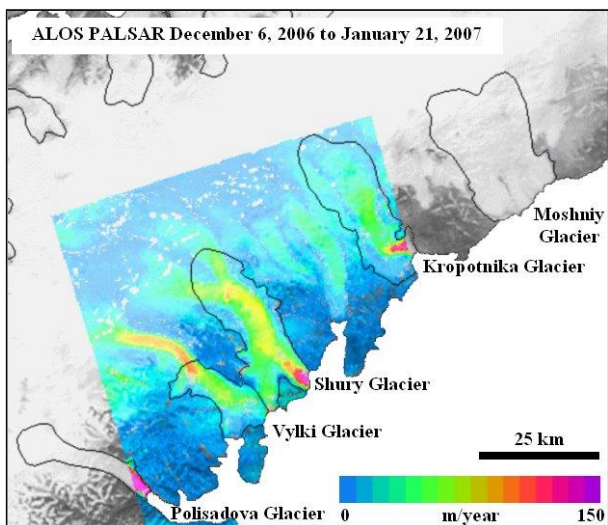 ALOS PALSAR December 6, 2006 to January 21, 2007
Moshniy
Glacier
Kropotnika Glacier
Shury Glacier
Vylki Glacier
25 km
Polisadova Glacier
0 m/year 150